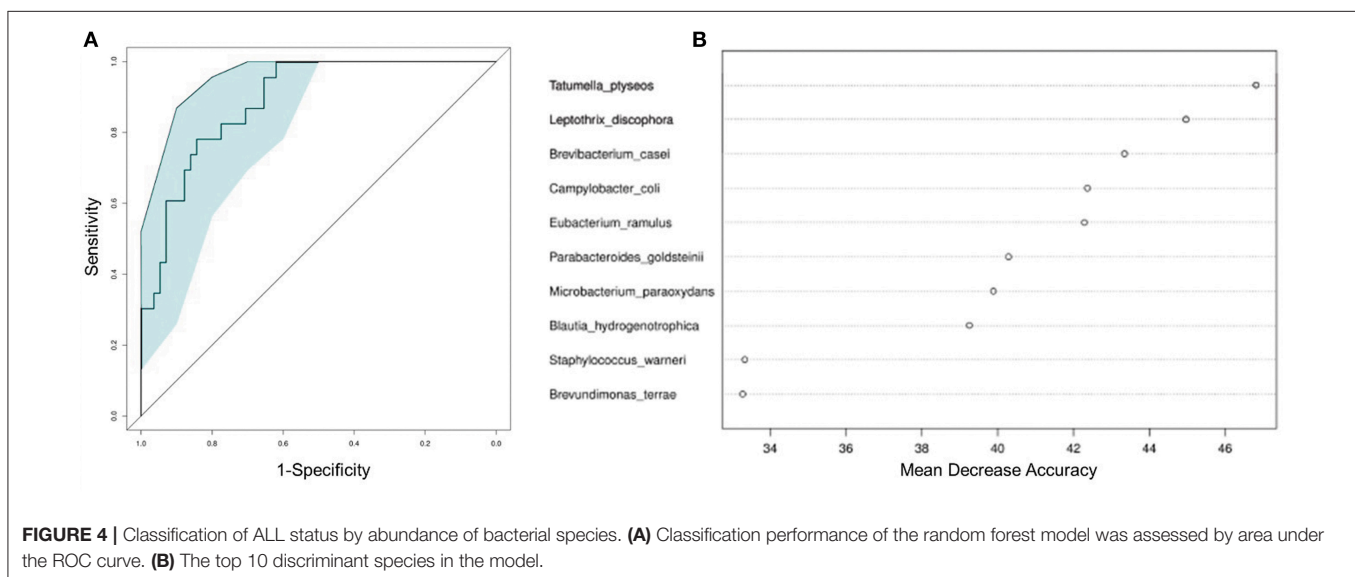 A
Sensitivity
1.0
0.8
0.6
0.4
0.2
0.0
1.0 0.8 0.6 0.4 0.2 0.0
1-Specificity
B
Tatumella_ptyseos
Leptothrix_discophora
Brevibacterium_casei
Campylobacter_coli
Eubacterium_ramulus
Parabacteroides_goldsteinii
Microbacterium_paraoxydans
Blautia_hydrogenotrophica
Staphylococcus_warneri
Brevundimonas_terrae
34 36 38 40 42 44 46
Mean Decrease Accuracy
FIGURE 4 | Classification of ALL status by abundance of bacterial species. (A) Classification performance of the random forest model was assessed by area under
the ROC curve. (B) The top 10 discriminant species in the model.